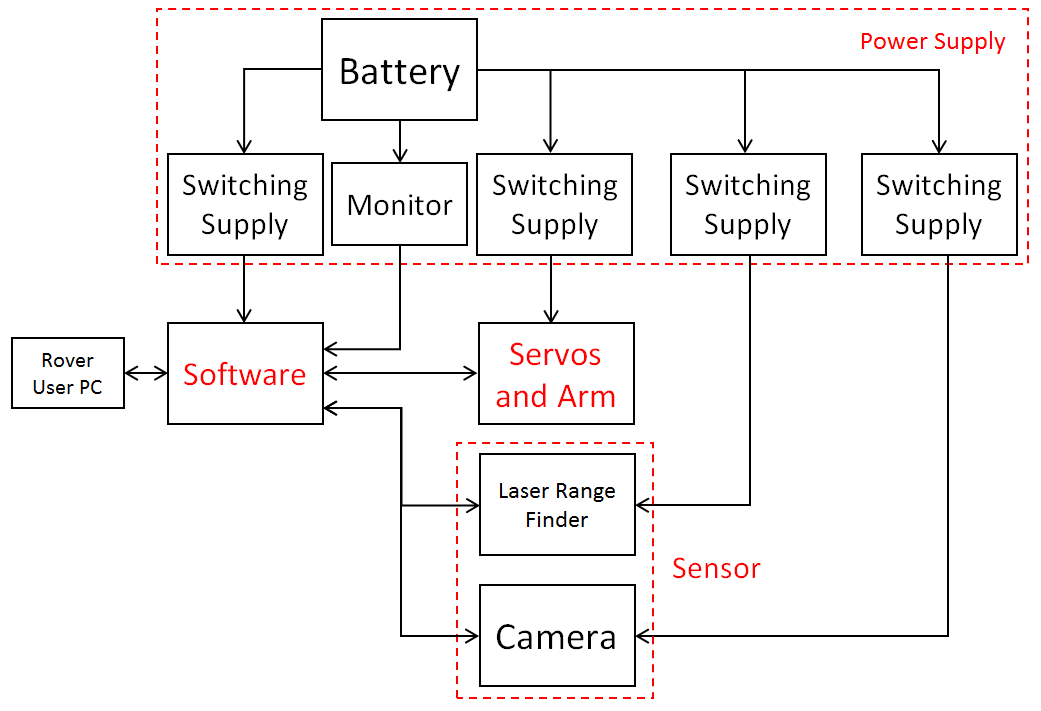 Power Supply
Battery
Switching
Supply
Monitor
Switching
Supply
Switching
Supply
Switching
Supply
Rover
User PC
Software
Servos
and Arm
Laser Range
Finder
Sensor
Camera